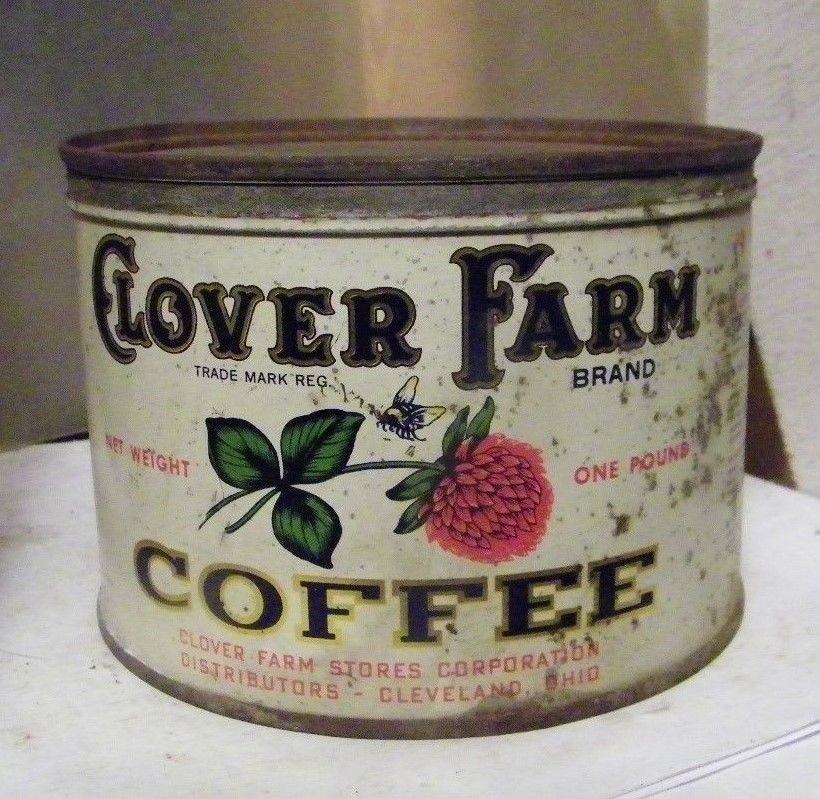 CLOVER FARM
TRADE MARK REG.
BRAND
NET WEIGHT
ONE POUND
COFFEE
CLOVER FARM STORES CORPORATION
DISTRIBUTORS - CLEVELAND, OHIO